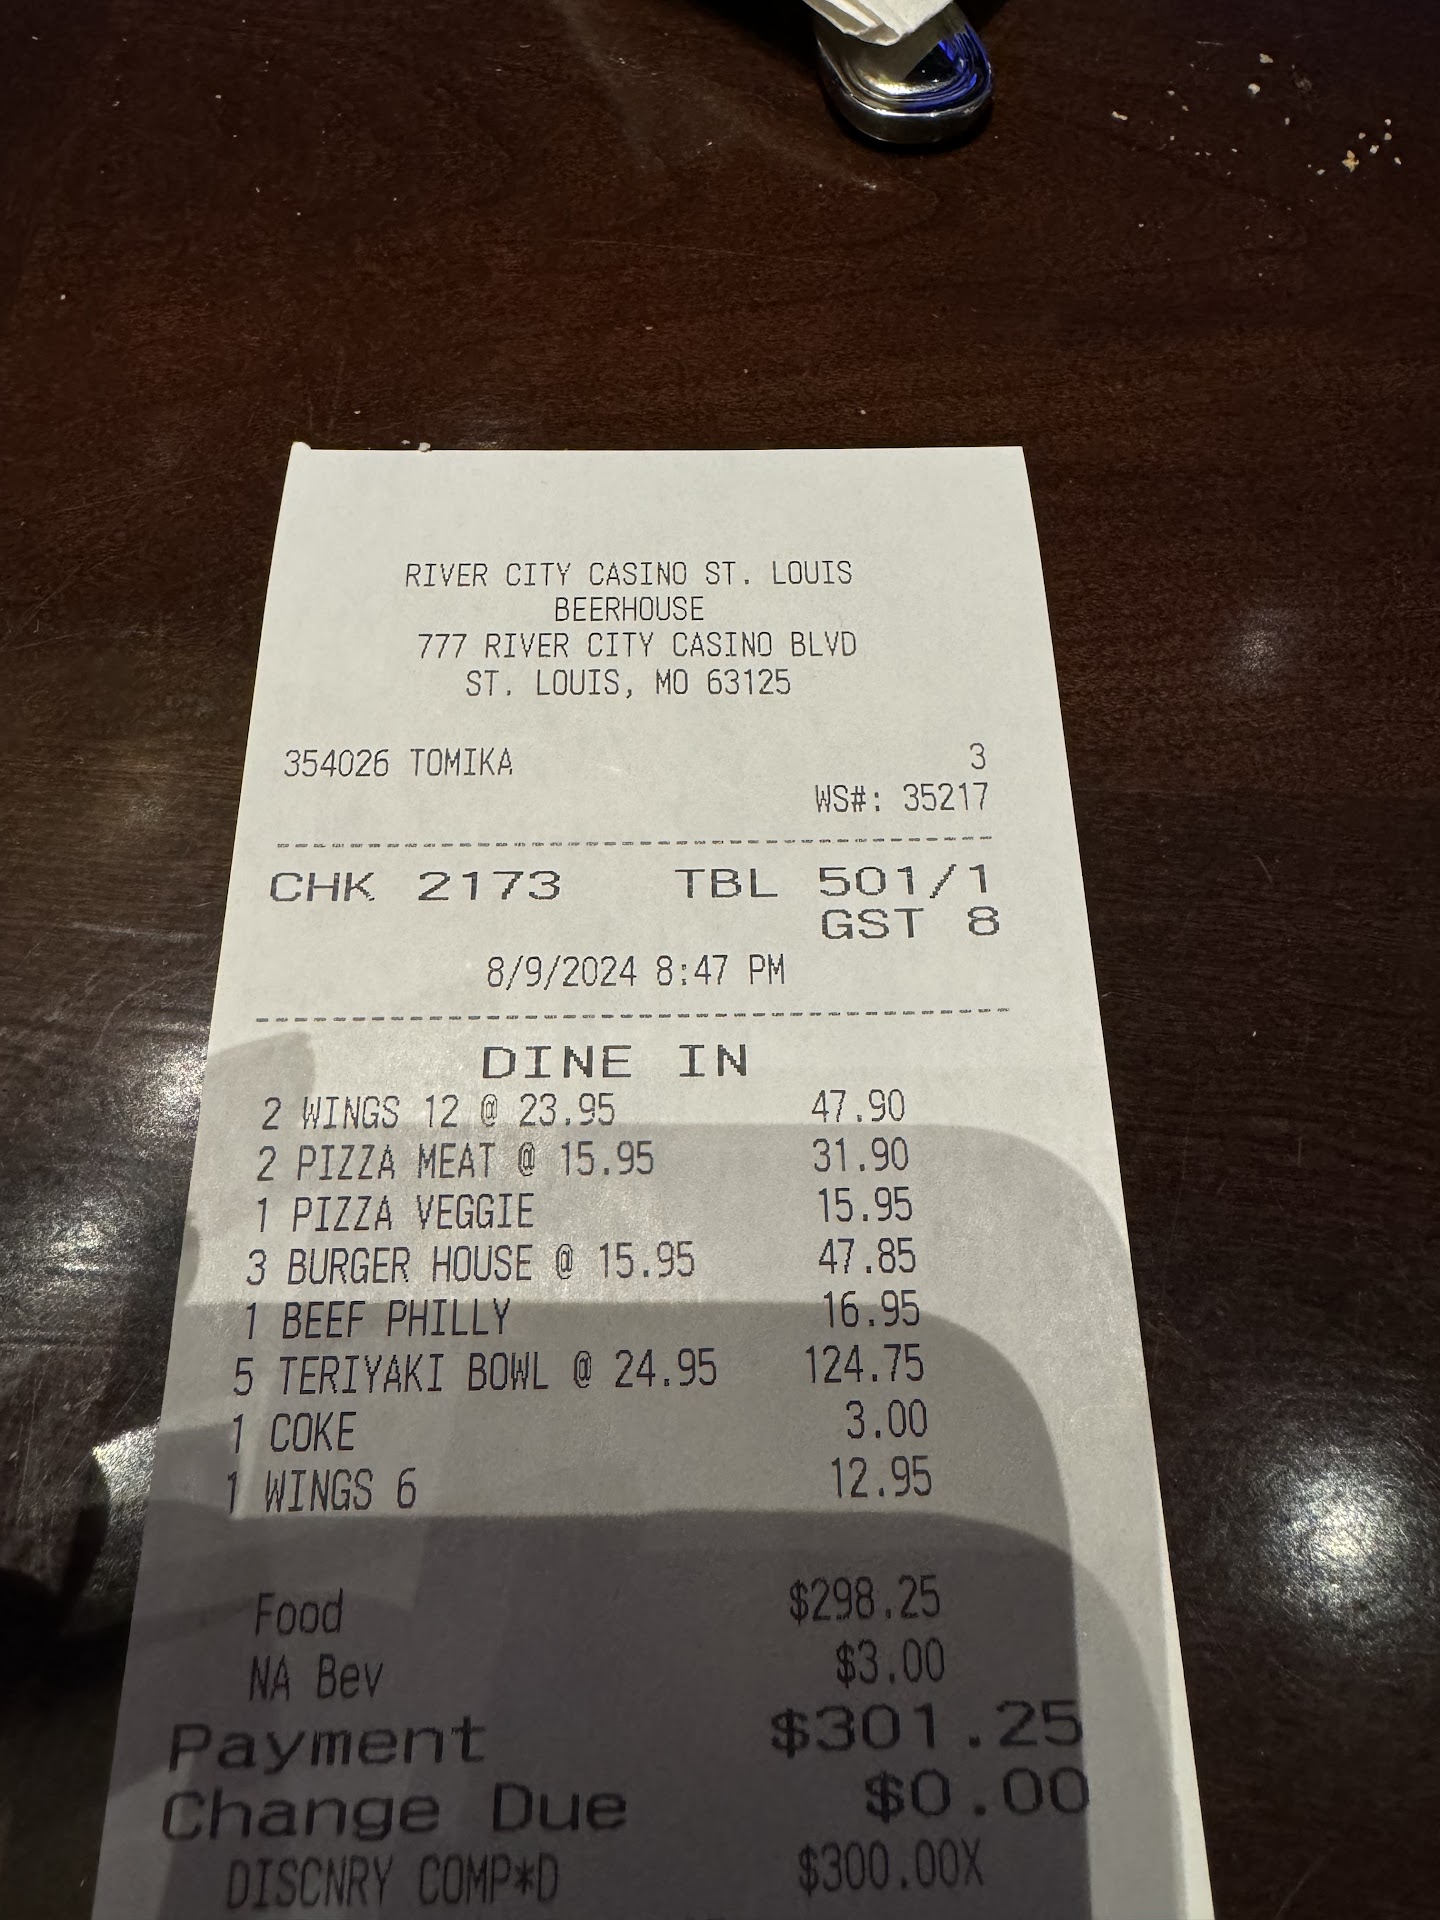 RIVER CITY CASINO ST. LOUIS
BEERHOUSE
777 RIVER CITY CASINO BLVD
ST. LOUIS, MO 63125
354026 TOMIKA 3
WS#: 35217
CHK 2173 TBL 501/1
GST 8
8/9/2024 8:47 PM
DINE IN
2 WINGS 12 @ 23.95 47.90
2 PIZZA MEAT @ 15.95 31.90
1 PIZZA VEGGIE 15.95
3 BURGER HOUSE @ 15.95 47.85
1 BEEF PHILLY 16.95
5 TERIYAKI BOWL @ 24.95 124.75
1 COKE 3.00
1 WINGS 6 12.95
Food $298.25
NA Bev $3.00
Payment $301.25
Change Due $0.00
DISCNRY COMP*D $300.00X